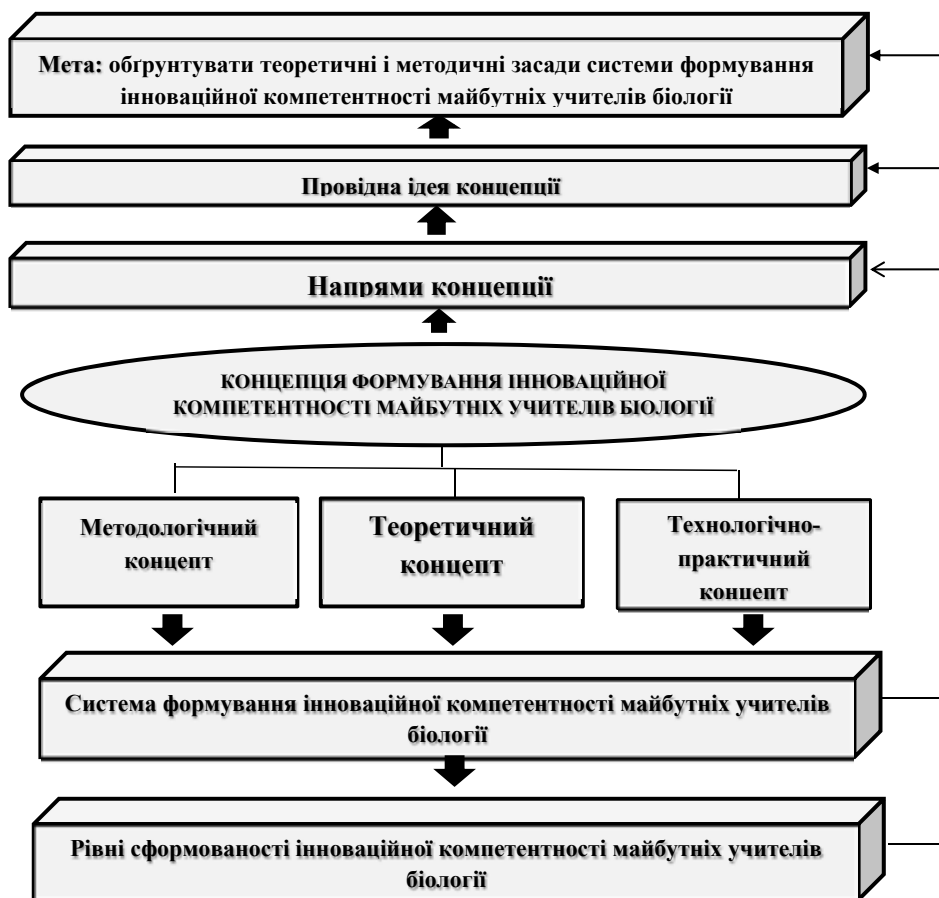 Мета: обґрунтувати теоретичні і методичні засади системи формування
інноваційної компетентності майбутніх учителів біології
Провідна ідея концепції
Напрями концепції
КОНЦЕПЦІЯ ФОРМУВАННЯ ІННОВАЦІЙНОЇ
КОМПЕТЕНТНОСТІ МАЙБУТНІХ УЧИТЕЛІВ БІОЛОГІЇ
Методологічний
концепт
Теоретичний
концепт
Технологічно-
практичний
концепт
Система формування інноваційної компетентності майбутніх учителів
біології
Рівні сформованості інноваційної компетентності майбутніх учителів
біології